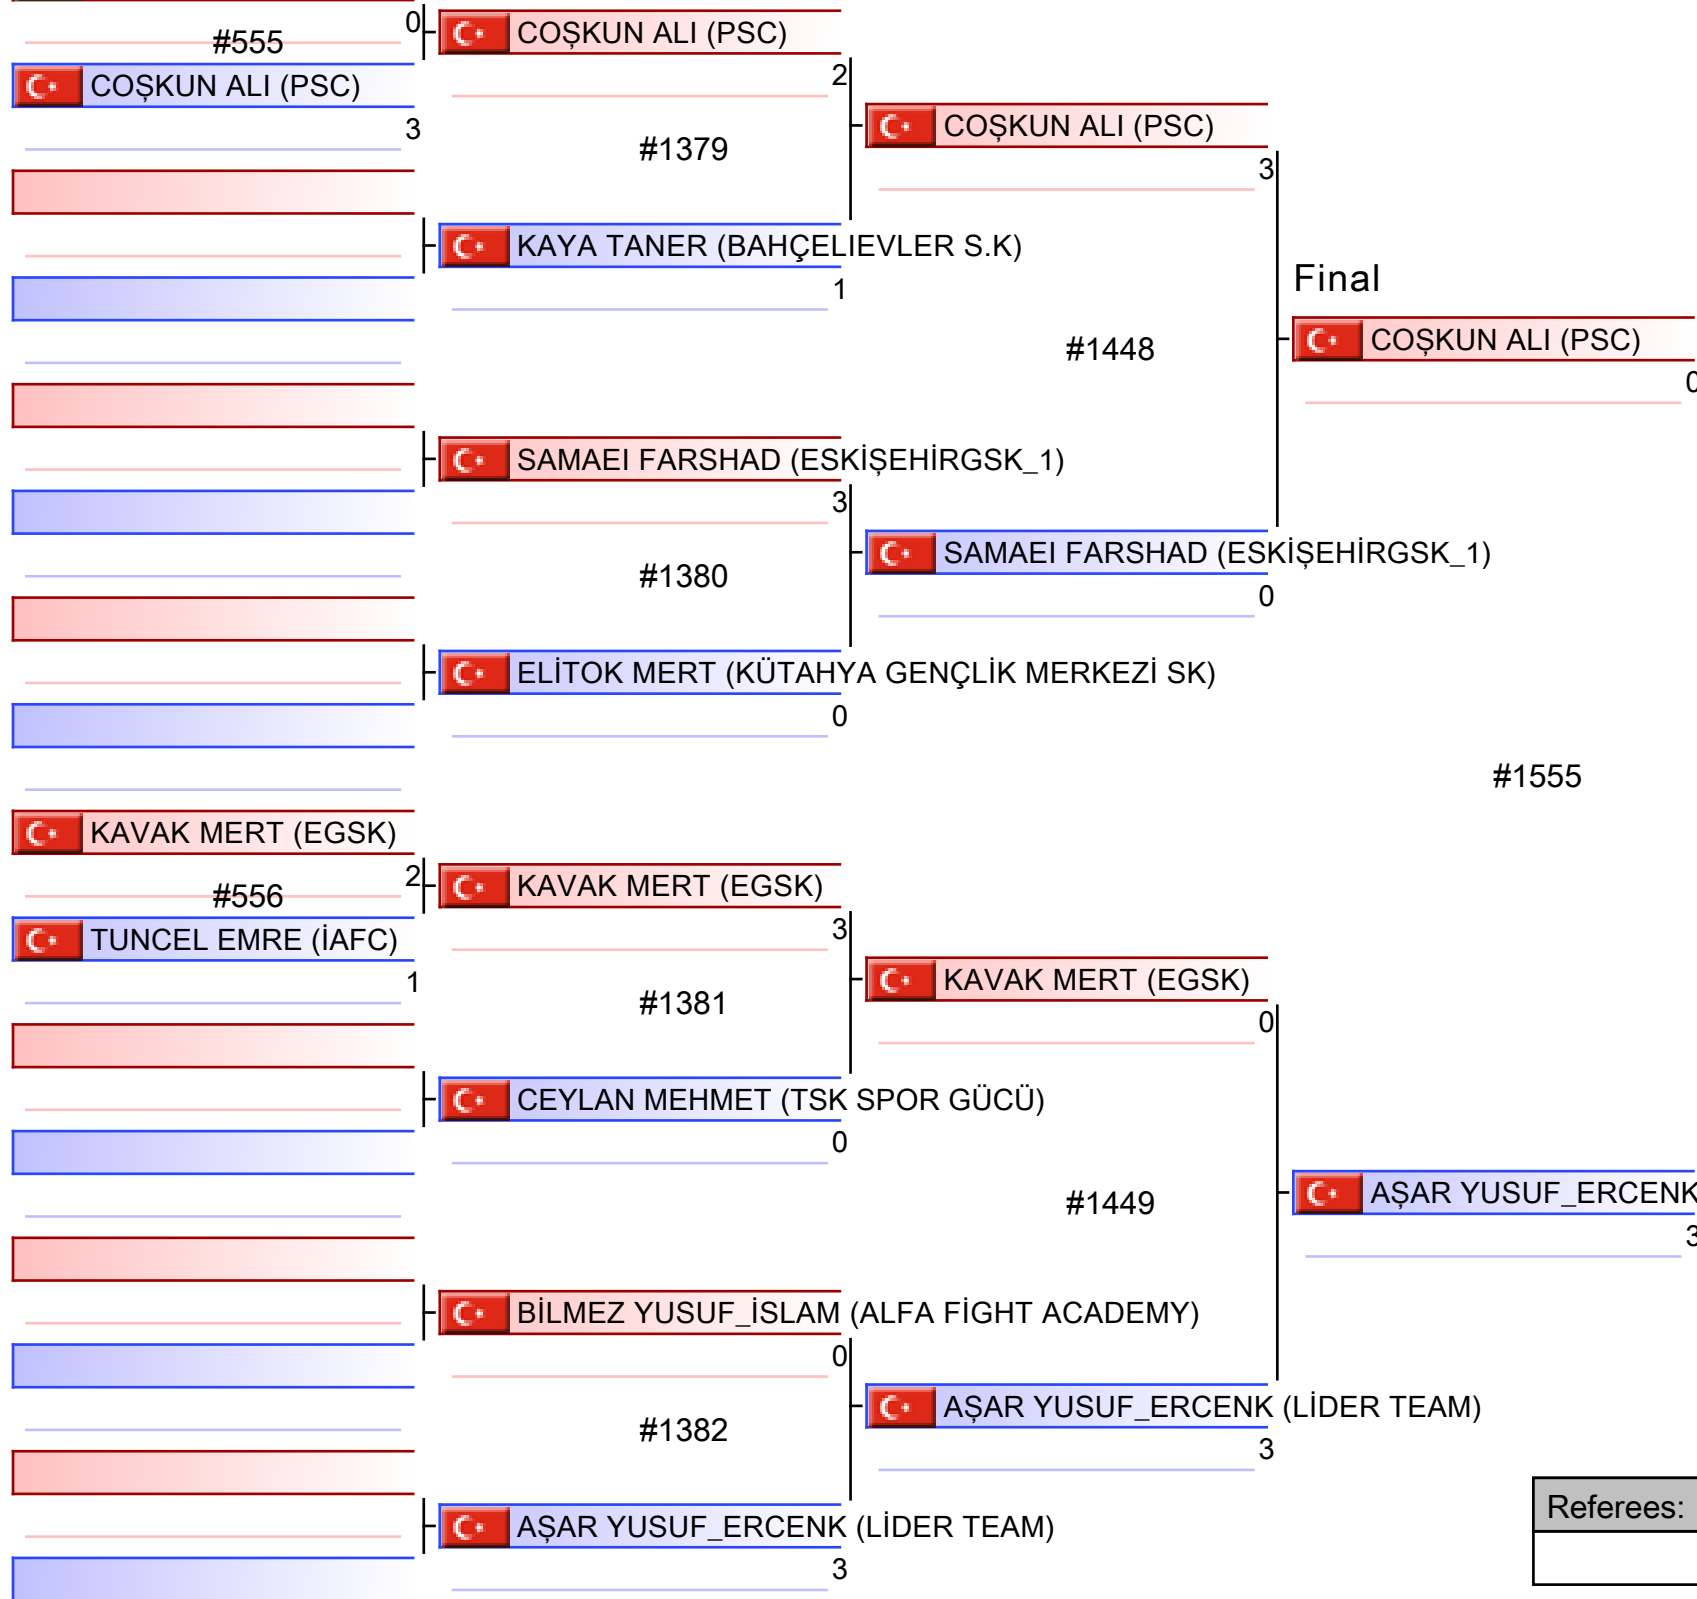 0
#555
COŞKUN ALI (PSC)
3
COŞKUN ALI (PSC)
2
#1379
KAYA TANER (BAHÇELIEVLER S.K)
1
COŞKUN ALI (PSC)
3
#1448
Final
COŞKUN ALI (PSC)
0
SAMAEI FARSHAD (ESKİŞEHİRGSK_1)
3
#1380
SAMAEI FARSHAD (ESKİŞEHİRGSK_1)
0
ELİTOK MERT (KÜTAHYA GENÇLİK MERKEZİ SK)
0
#1555
KAVAK MERT (EGSK)
2
#556
TUNCEL EMRE (İAFC)
1
KAVAK MERT (EGSK)
3
#1381
KAVAK MERT (EGSK)
0
CEYLAN MEHMET (TSK SPOR GÜCÜ)
0
#1449
AŞAR YUSUF_ERCENK
3
BİLMEZ YUSUF_İSLAM (ALFA FİGHT ACADEMY)
0
#1382
AŞAR YUSUF_ERCENK (LİDER TEAM)
3
AŞAR YUSUF_ERCENK (LİDER TEAM)
3
Referees: